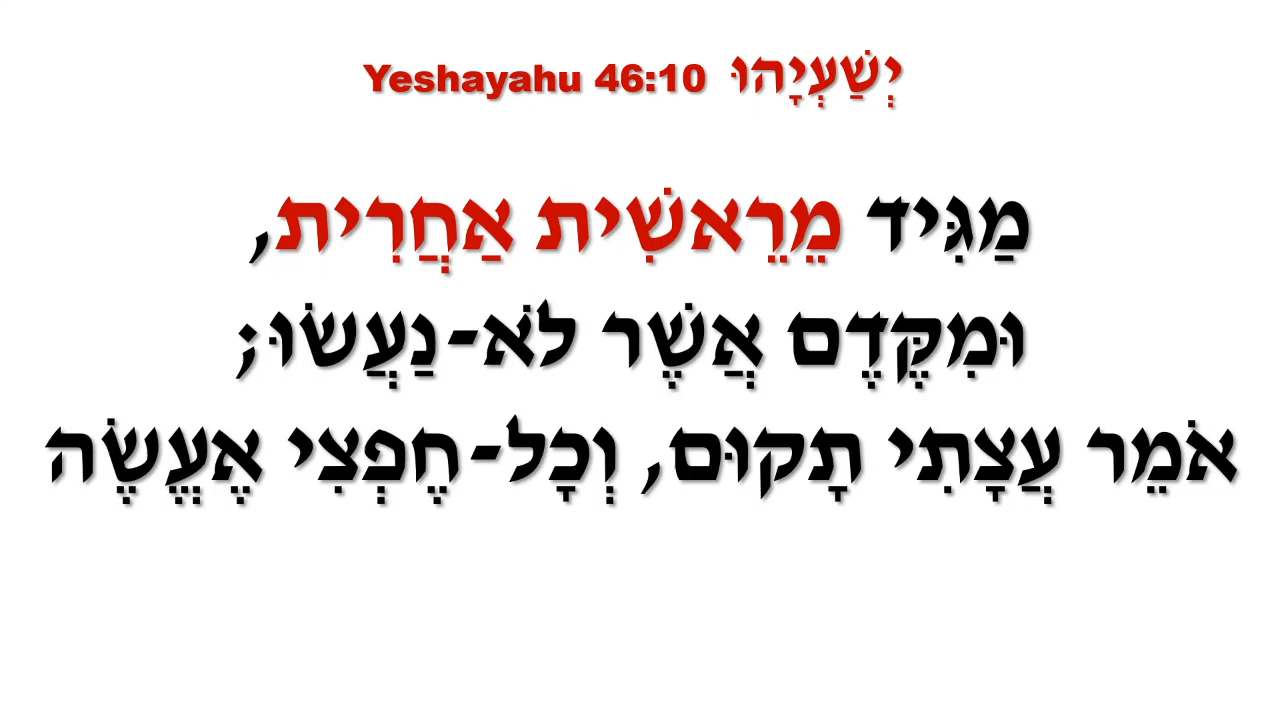 יְשַׁעְיָהוּ Yeshayahu 46:10
מַגִּיד מֵרֵאשִׁית אַחֲרִית,
וּמִקֶּדֶם אֲשֶׁר לֹא-נַעֲשׂוּ;
אֹמֵר עֲצָתִי תָקוּם, וְכָל-חֶפְצִי אֶעֱשֶׂה